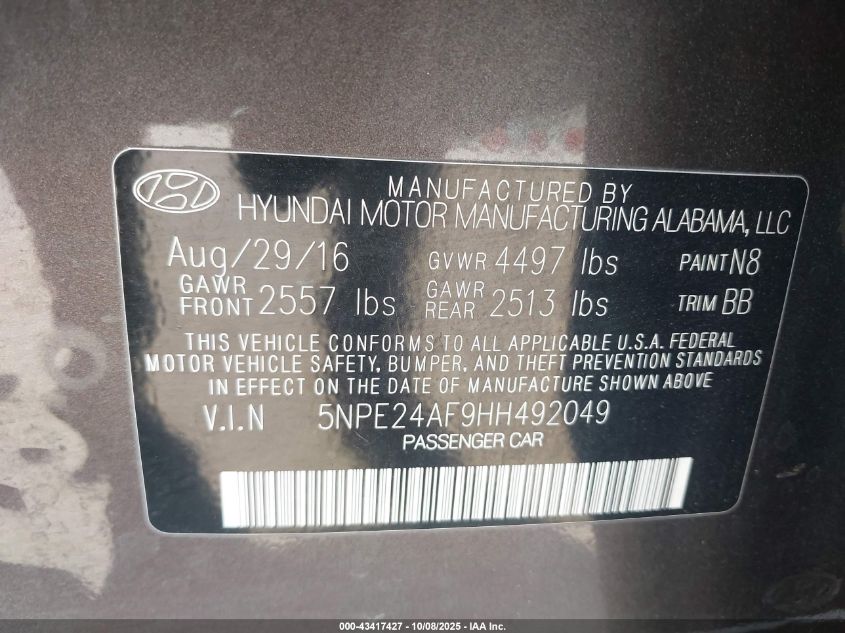 MANUFACTURED BY
HYUNDAI MOTOR MANUFACTURING ALABAMA, LLC
Aug/29/16 GVWR 4497 lbs PAINT N8
GAWR FRONT 2557 lbs GAWR REAR 2513 lbs TRIM BB
THIS VEHICLE CONFORMS TO ALL APPLICABLE U.S.A. FEDERAL
MOTOR VEHICLE SAFETY, BUMPER, AND THEFT PREVENTION STANDARDS
IN EFFECT ON THE DATE OF MANUFACTURE SHOWN ABOVE
V.I.N 5NPE24AF9HH492049
PASSENGER CAR
000-43417427 - 10/08/2025 - IAA Inc.